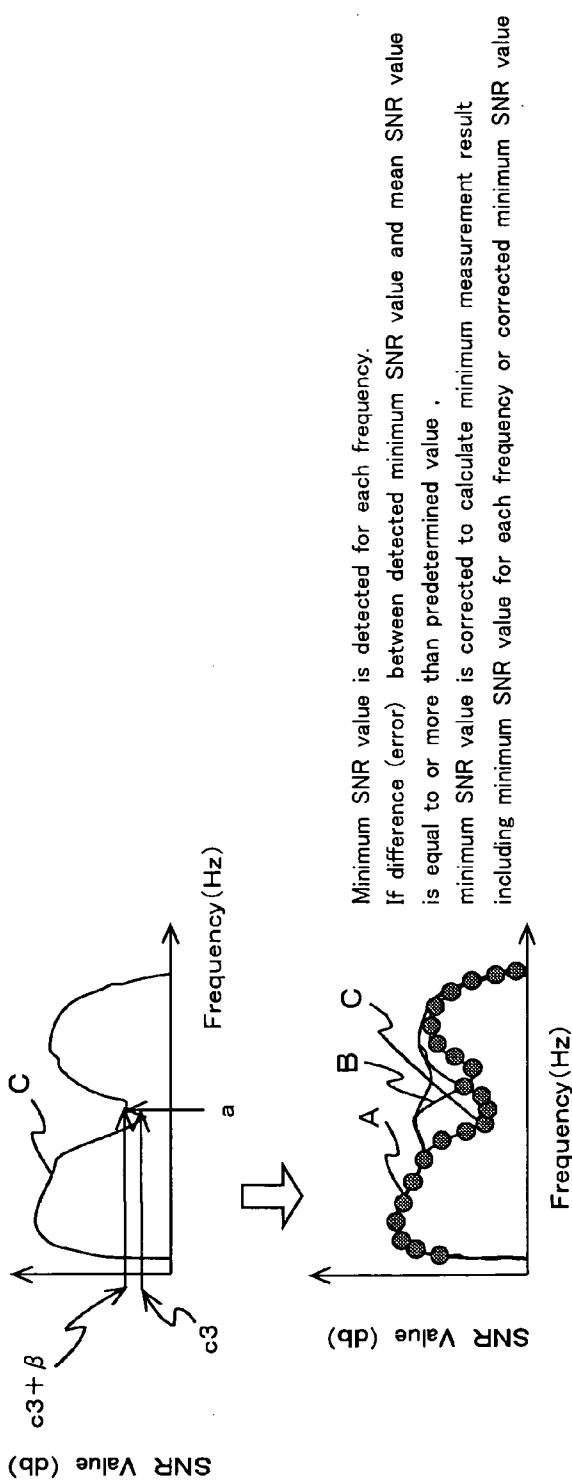 SNR Value (db)
c3+β
c3
C
a
Frequency(Hz)
SNR Value (db)
A
B
C
Frequency(Hz)
Minimum SNR value is detected for each frequency.
If difference (error) between detected minimum SNR value and mean SNR value
is equal to or more than predetermined value ,
minimum SNR value is corrected to calculate minimum measurement result
including minimum SNR value for each frequency or corrected minimum SNR value